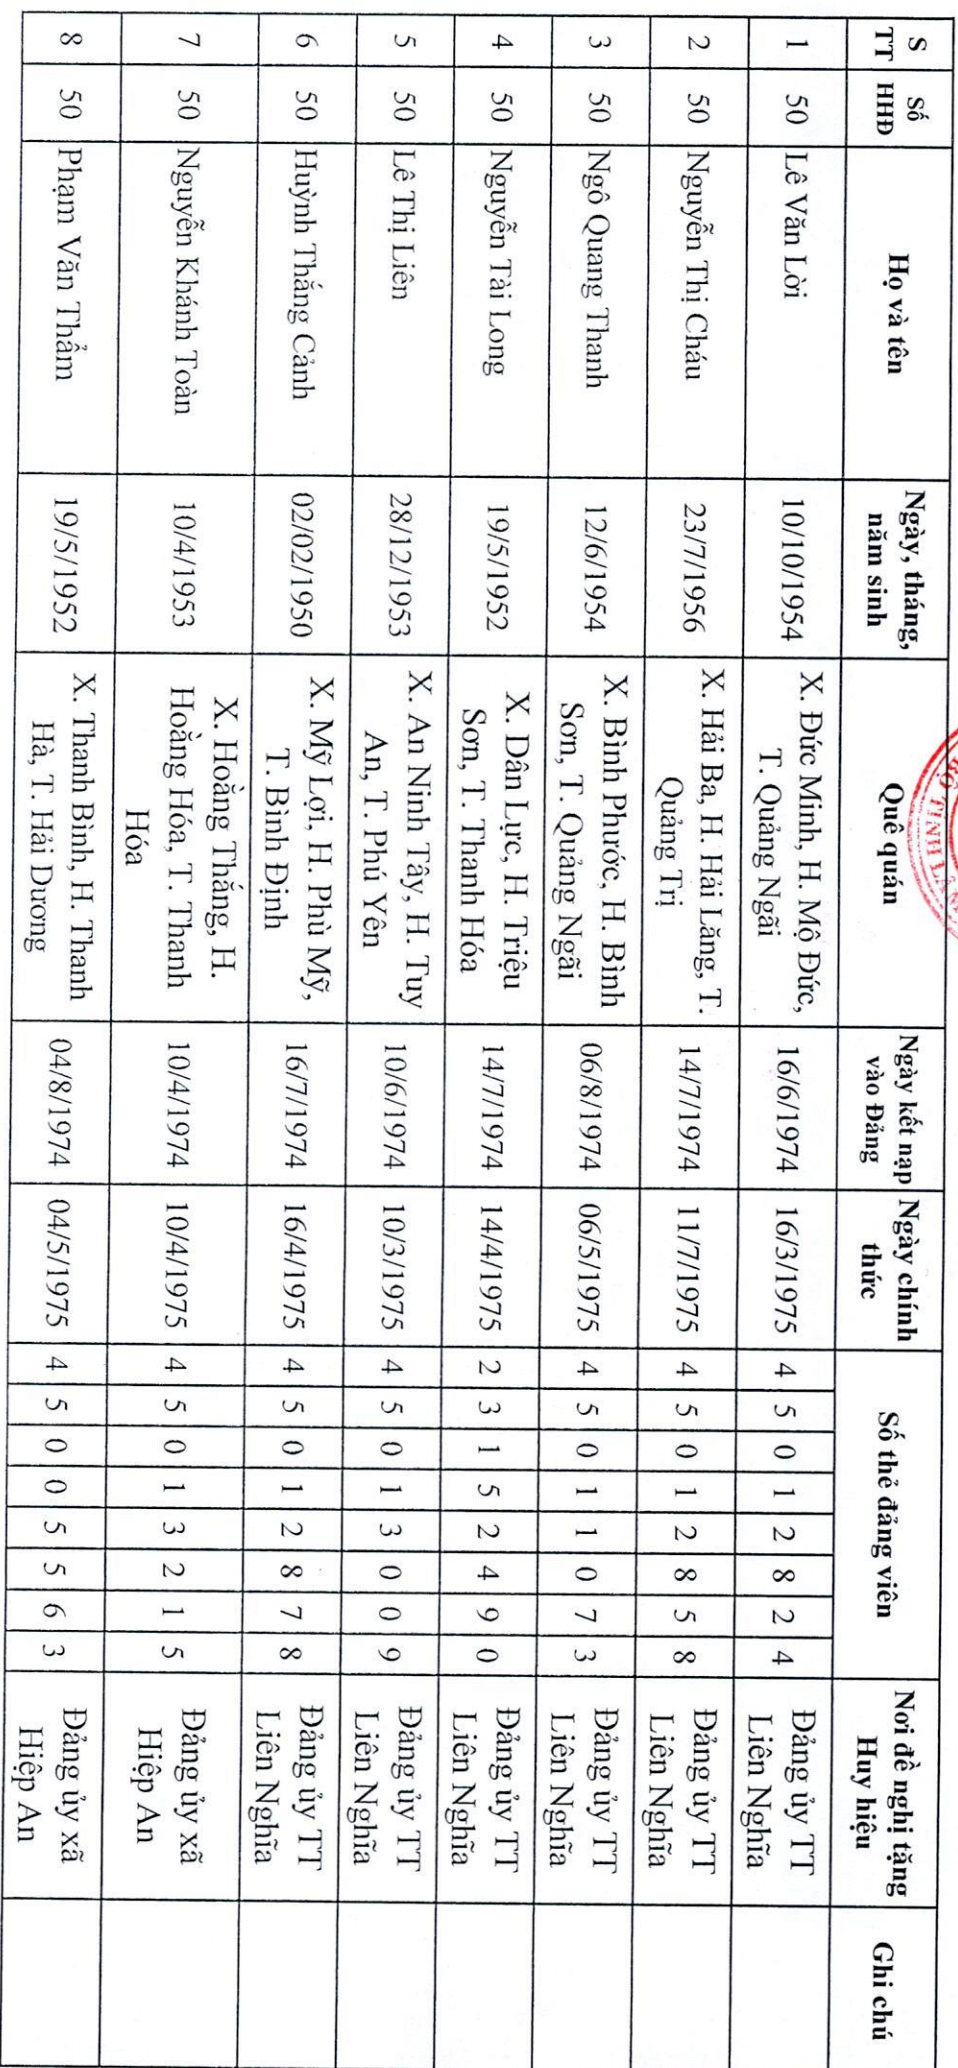 BỘ TỈNH LÂM
S TT | Số HHĐ | Họ và tên | Ngày, tháng, năm sinh | Quê quán | Ngày kết nạp vào Đảng | Ngày chính thức | Số thẻ đảng viên | Nơi đề nghị tặng Huy hiệu | Ghi chú
1 | 50 | Lê Văn Lời | 10/10/1954 | X. Đức Minh, H. Mộ Đức, T. Quảng Ngãi | 16/6/1974 | 16/3/1975 | 4 5 0 1 2 8 2 4 | Đảng ủy TT Liên Nghĩa
2 | 50 | Nguyễn Thị Cháu | 23/7/1956 | X. Hải Ba, H. Hải Lăng, T. Quảng Trị | 14/7/1974 | 11/7/1975 | 4 5 0 1 2 8 5 8 | Đảng ủy TT Liên Nghĩa
3 | 50 | Ngô Quang Thanh | 12/6/1954 | X. Bình Phước, H. Bình Sơn, T. Quảng Ngãi | 06/8/1974 | 06/5/1975 | 4 5 0 1 1 0 7 3 | Đảng ủy TT Liên Nghĩa
4 | 50 | Nguyễn Tài Long | 19/5/1952 | X. Dân Lực, H. Triệu Sơn, T. Thanh Hóa | 14/7/1974 | 14/4/1975 | 2 3 1 5 2 4 9 0 | Đảng ủy TT Liên Nghĩa
5 | 50 | Lê Thị Liên | 28/12/1953 | X. An Ninh Tây, H. Tuy An, T. Phú Yên | 10/6/1974 | 10/3/1975 | 4 5 0 1 3 0 0 9 | Đảng ủy TT Liên Nghĩa
6 | 50 | Huỳnh Thắng Cảnh | 02/02/1950 | X. Mỹ Lợi, H. Phù Mỹ, T. Bình Định | 16/7/1974 | 16/4/1975 | 4 5 0 1 2 8 7 8 | Đảng ủy TT Liên Nghĩa
7 | 50 | Nguyễn Khánh Toàn | 10/4/1953 | X. Hoằng Thắng, H. Hoằng Hóa, T. Thanh Hóa | 10/4/1974 | 10/4/1975 | 4 5 0 1 3 2 1 5 | Đảng ủy xã Hiệp An
8 | 50 | Phạm Văn Thẩm | 19/5/1952 | X. Thanh Bình, H. Thanh Hà, T. Hải Dương | 04/8/1974 | 04/5/1975 | 4 5 0 0 5 5 6 3 | Đảng ủy xã Hiệp An